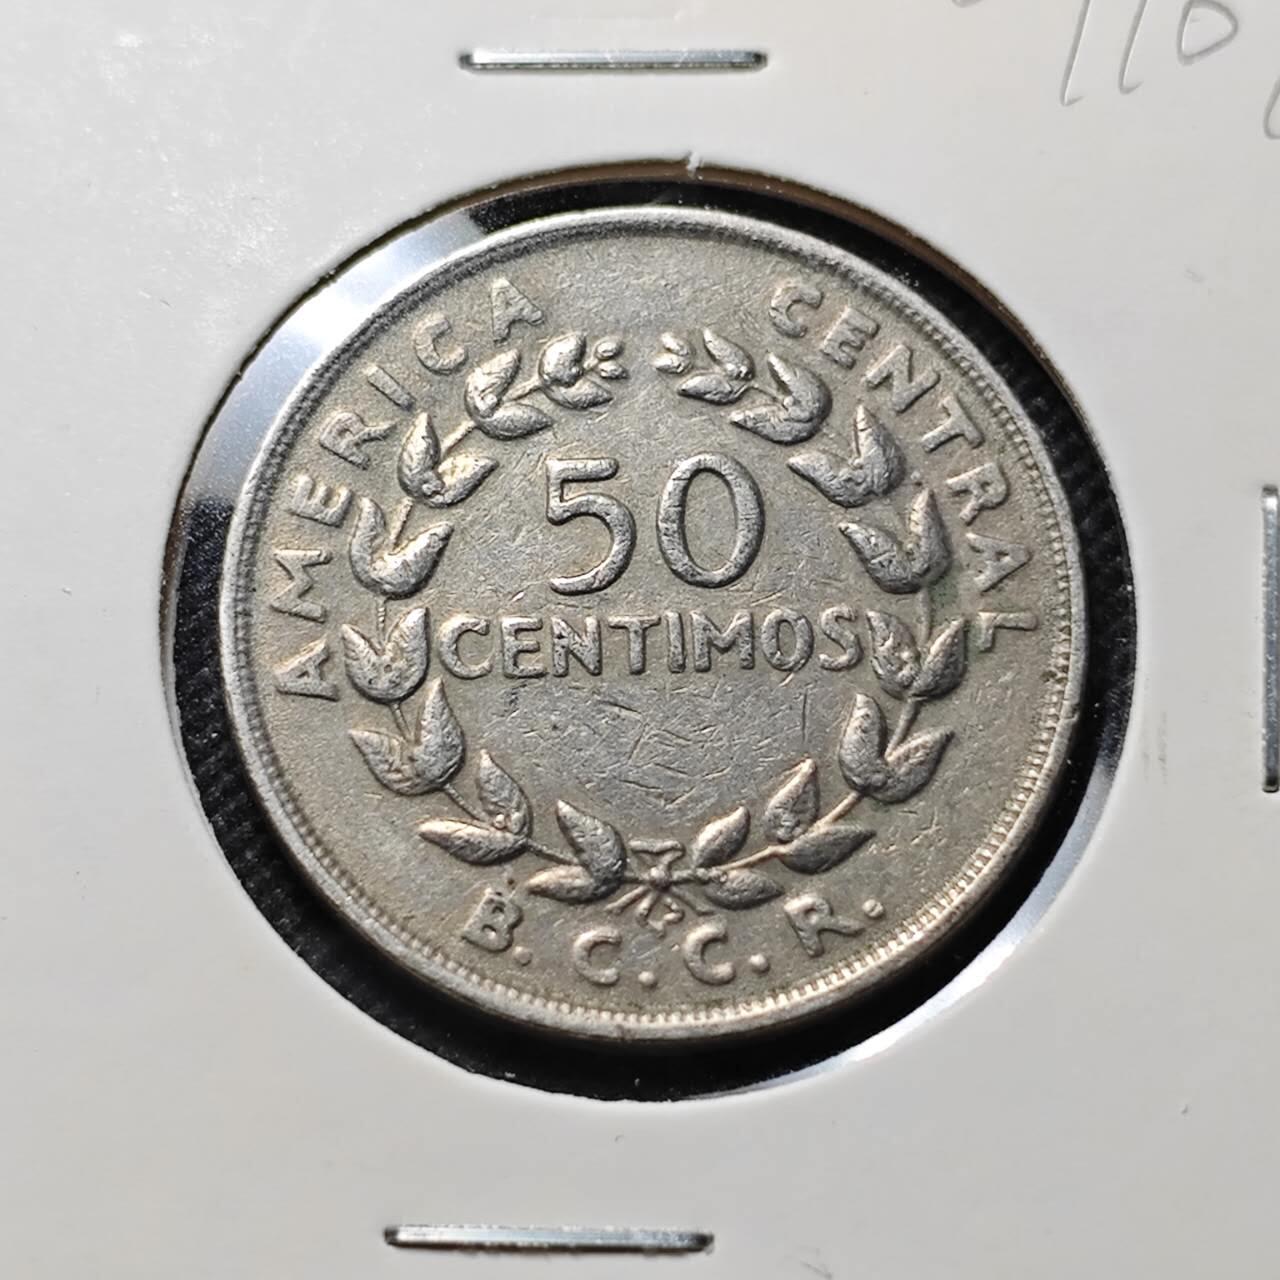 AMERICA CENTRAL
50
CENTIMOS
B. C. C. R.